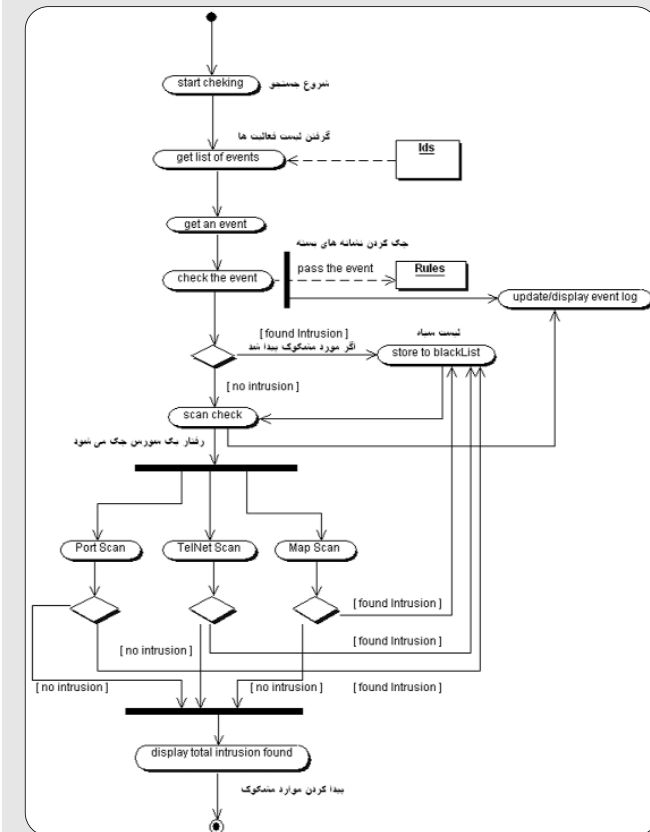 start cheking
شروع جستجو
گرفتن لیست فعالیت ها
get list of events
Ids
get an event
چک کردن نشانه های بسته
check the event
pass the event
Rules
update/display event log
[ found Intrusion ]
اگر مورد مشکوک پیدا شد
لیست سیاه
store to blackList
[ no intrusion ]
scan check
رفتار یک سورس چک می شود
Port Scan
TelNet Scan
Map Scan
[ found Intrusion ]
[ no intrusion ]
[ found Intrusion ]
[ no intrusion ]
[ no intrusion ]
[ found Intrusion ]
display total intrusion found
پیدا کردن موارد مشکوک